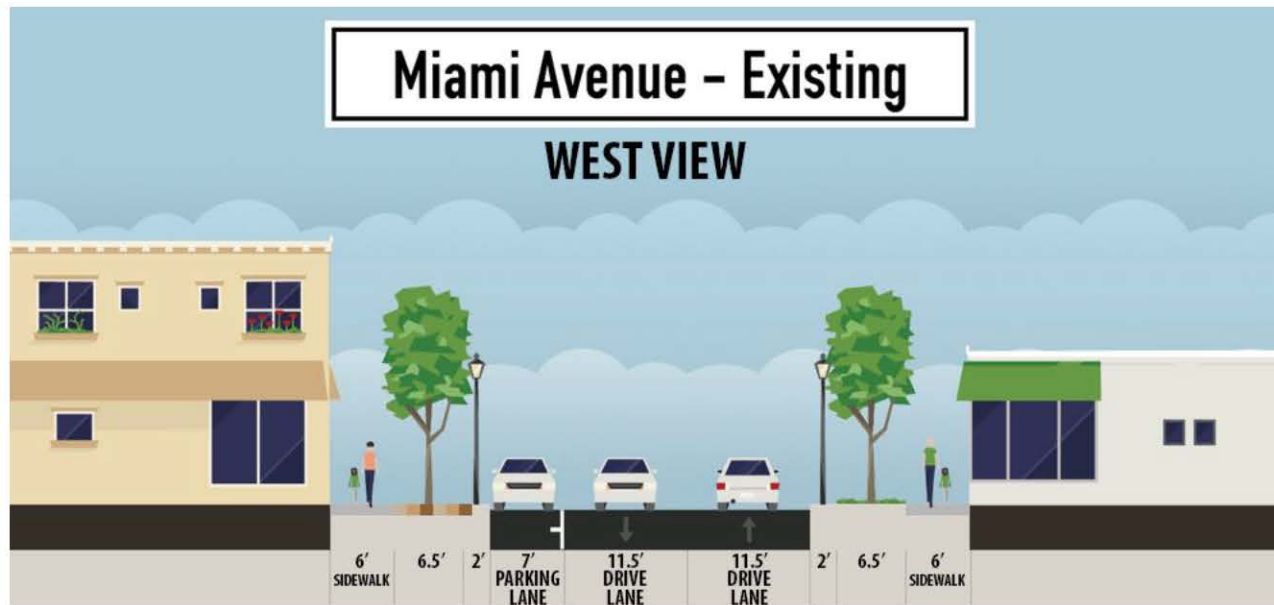 Miami Avenue – Existing
WEST VIEW
6′ 6.5′ 2′ 7′ 11.5′ 11.5′ 2′ 6.5′ 6′
SIDEWALK PARKING DRIVE DRIVE SIDEWALK
LANE LANE LANE